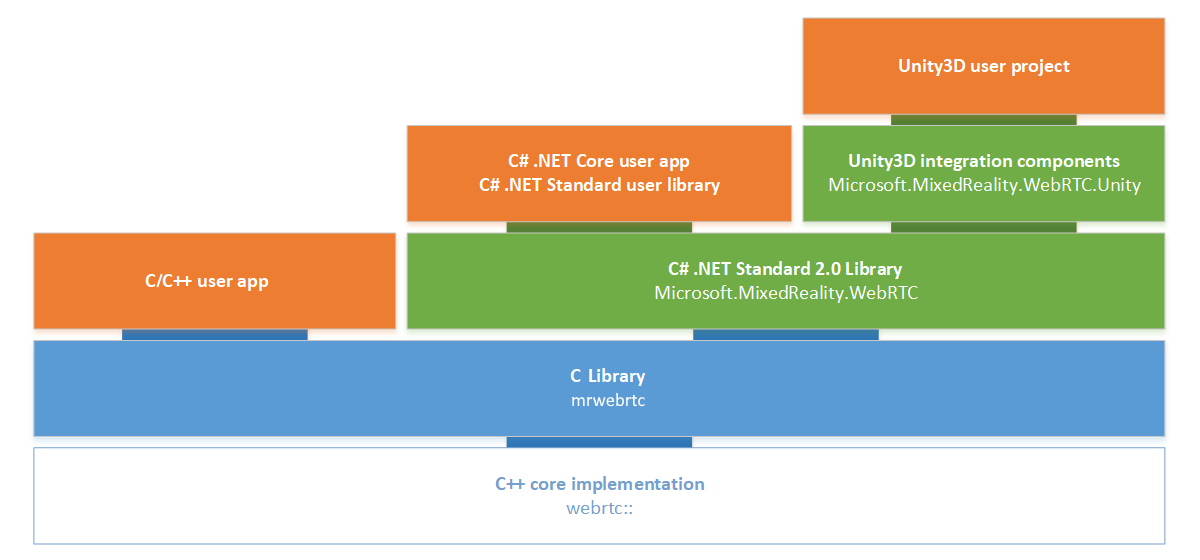 Unity3D user project
C# .NET Core user app
C# .NET Standard user library
Unity3D integration components
Microsoft.MixedReality.WebRTC.Unity
C/C++ user app
C# .NET Standard 2.0 Library
Microsoft.MixedReality.WebRTC
C Library
mrwebrtc
C++ core implementation
webrtc::